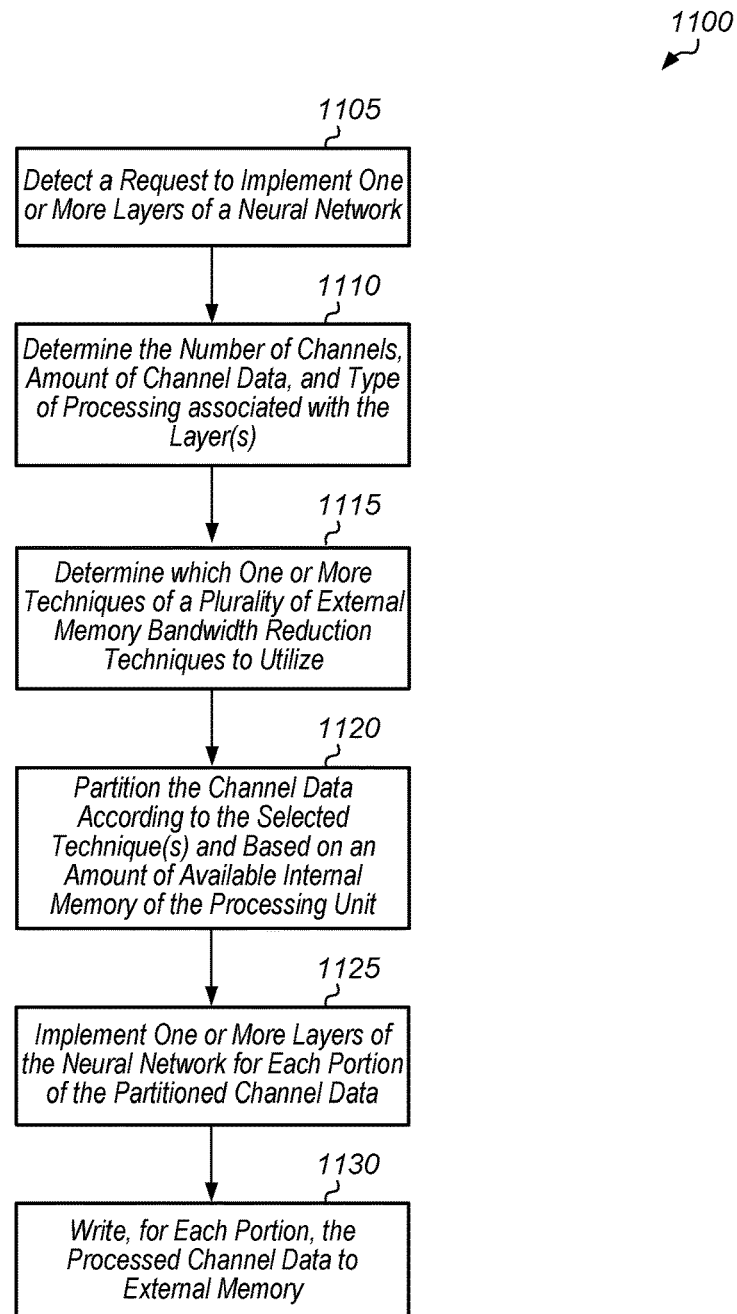 1100
1105
Detect a Request to Implement One
or More Layers of a Neural Network
1110
Determine the Number of Channels,
Amount of Channel Data, and Type
of Processing associated with the
Layer(s)
1115
Determine which One or More
Techniques of a Plurality of External
Memory Bandwidth Reduction
Techniques to Utilize
1120
Partition the Channel Data
According to the Selected
Technique(s) and Based on an
Amount of Available Internal
Memory of the Processing Unit
1125
Implement One or More Layers of
the Neural Network for Each Portion
of the Partitioned Channel Data
1130
Write, for Each Portion, the
Processed Channel Data to
External Memory